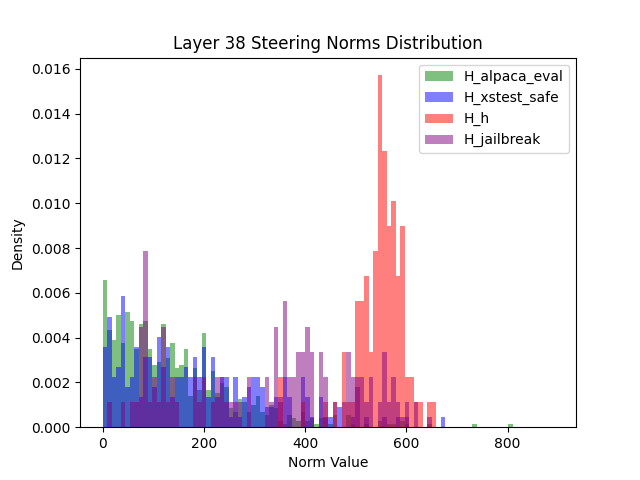 Layer 38 Steering Norms Distribution
H_alpaca_eval
H_xstest_safe
H_h
H_jailbreak
0.016
0.014
0.012
0.010
0.008
0.006
0.004
0.002
0.000
Density
0 200 400 600 800
Norm Value